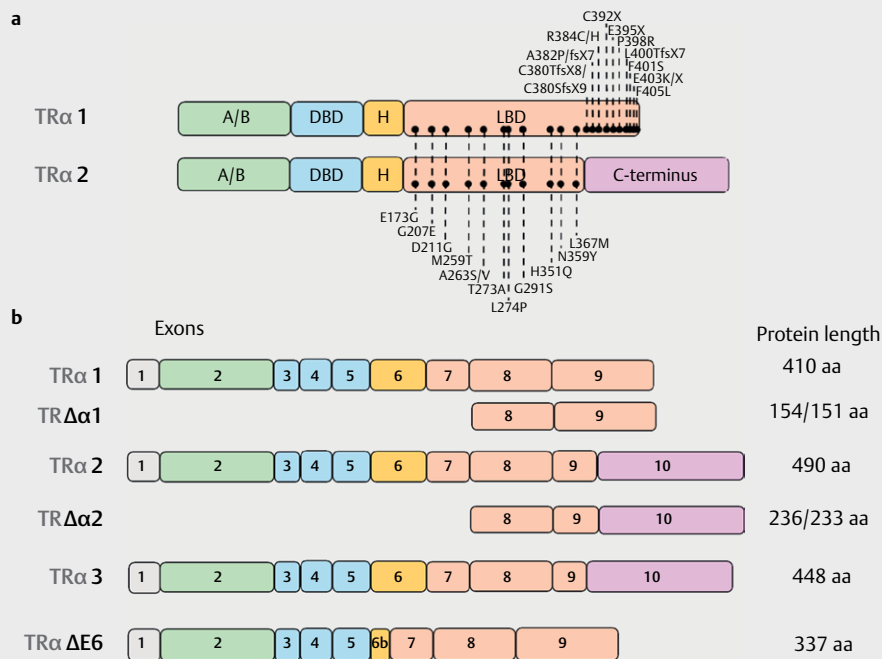 a
C392X
E395X
R384C/H
P398R
A382P/fsX7
L400TfsX7
C380TfsX8/
F401S
E403K/X
C380SfsX9
F405L
TRα 1
A/B
DBD
H
LBD
TRα 2
A/B
DBD
H
LBD
C-terminus
E173G
G207E
D211G
L367M
M259T
N359Y
A263S/V
H351Q
T273A
G291S
L274P
b
Exons
Protein length
TRα 1
1 2 3 4 5 6 7 8 9
410 aa
TRΔα1
8 9
154/151 aa
TRα 2
1 2 3 4 5 6 7 8 9 10
490 aa
TRΔα2
8 9 10
236/233 aa
TRα 3
1 2 3 4 5 6 7 8 9 10
448 aa
TRα ΔE6
1 2 3 4 5 6b 7 8 9
337 aa